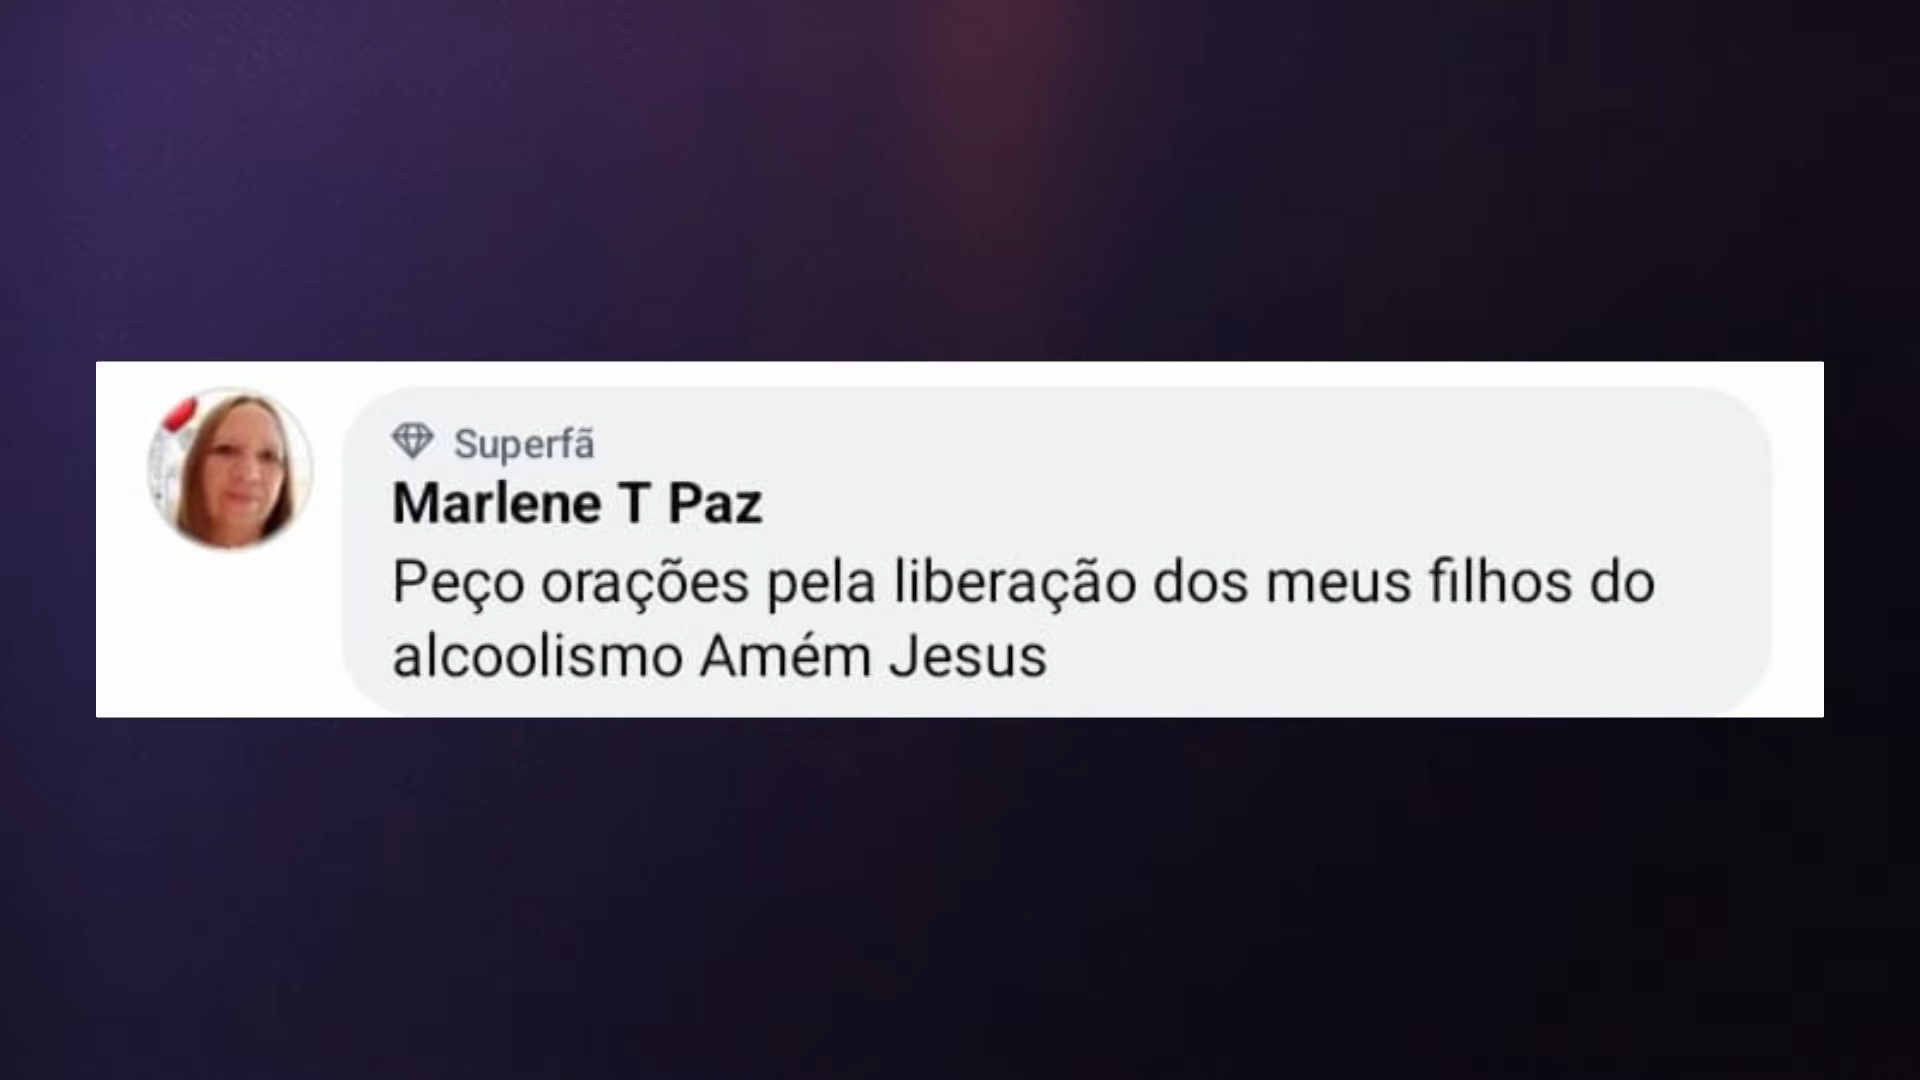 Superfã
Marlene T Paz
Peço orações pela liberação dos meus filhos do
alcoolismo Amém Jesus